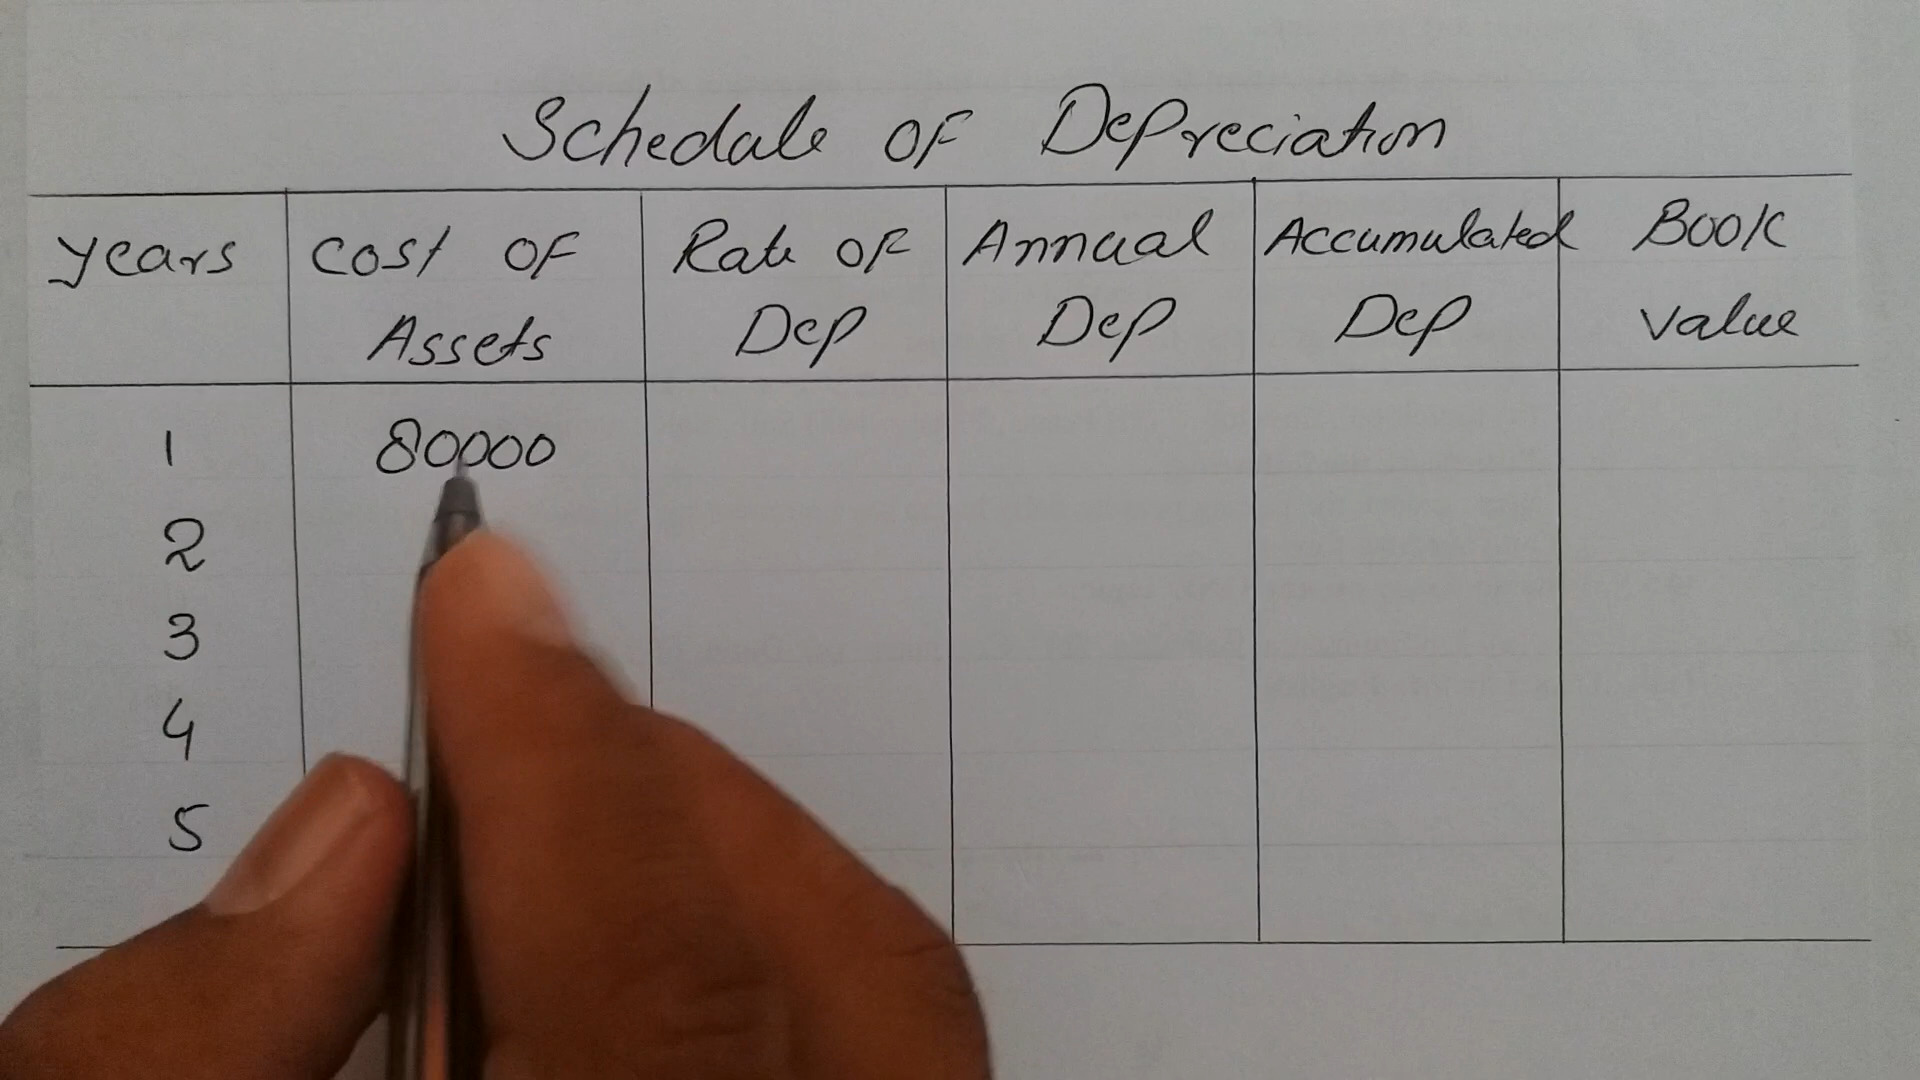 Schedule OF Depreciation
years
Cost OF Assets
Rate OF Dep
Annual Dep
Accumulated Dep
Book value
1 80000
2
3
4
5